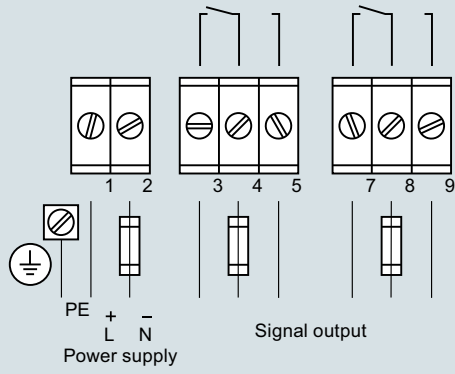 1 2 3 4 5 7 8 9
PE + –
L N
Signal output
Power supply